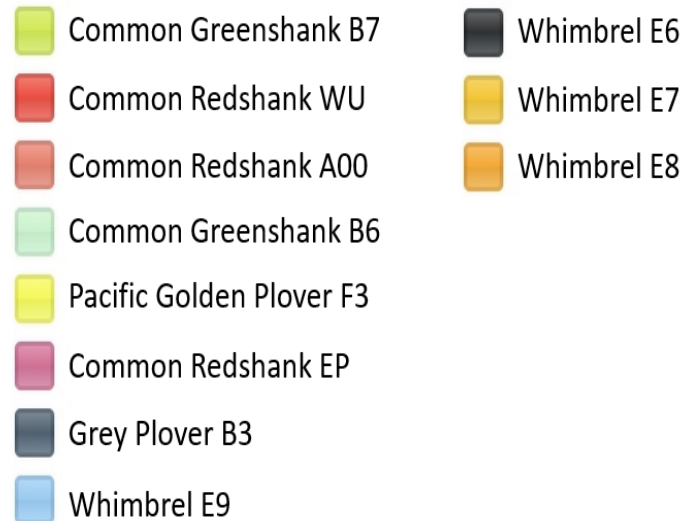 Common Greenshank B7
Common Redshank WU
Common Redshank A00
Common Greenshank B6
Pacific Golden Plover F3
Common Redshank EP
Grey Plover B3
Whimbrel E9
Whimbrel E6
Whimbrel E7
Whimbrel E8